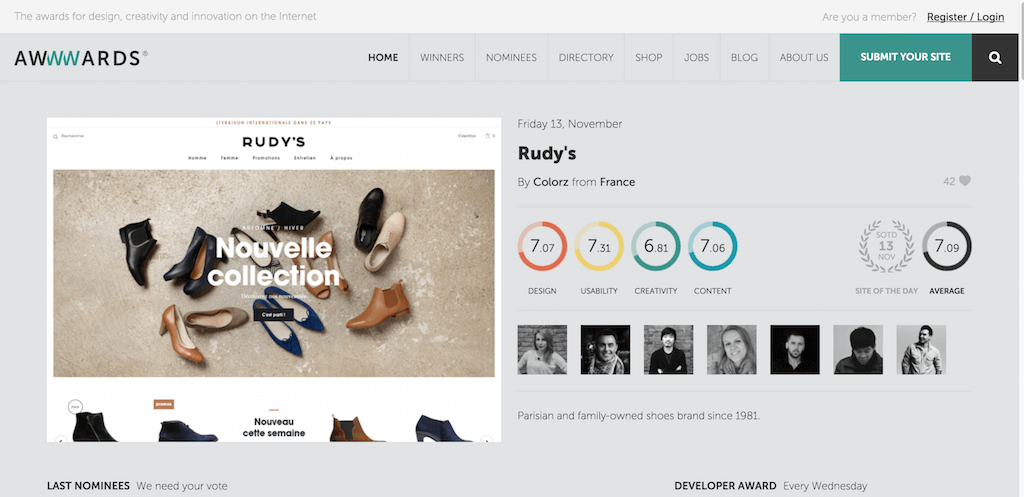 The awards for design, creativity and innovation on the Internet
Are you a member? Register / Login
AWWWARDS®
HOME WINNERS NOMINEES DIRECTORY SHOP JOBS BLOG ABOUT US SUBMIT YOUR SITE
LIVRAISON INTERNATIONALE DANS 25 PAYS
Rechercher
RUDY'S
S'identifier 0
Homme Femme Promotions Entretien À propos
AUTOMNE / HIVER
Nouvelle
collection
Découvrez nos nouveautés
C'est parti !
new
promos
Nouveau
cette semaine
Friday 13, November
Rudy's
By Colorz from France
42
7.07 7.31 6.81 7.06
DESIGN USABILITY CREATIVITY CONTENT
SOTD
13
NOV
7.09
SITE OF THE DAY AVERAGE
Parisian and family-owned shoes brand since 1981.
LAST NOMINEES We need your vote
DEVELOPER AWARD Every Wednesday